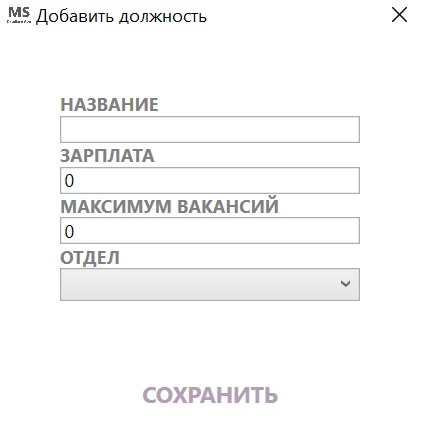 MS
Добавить должность
НАЗВАНИЕ
ЗАРПЛАТА
0
МАКСИМУМ ВАКАНСИЙ
0
ОТДЕЛ
СОХРАНИТЬ